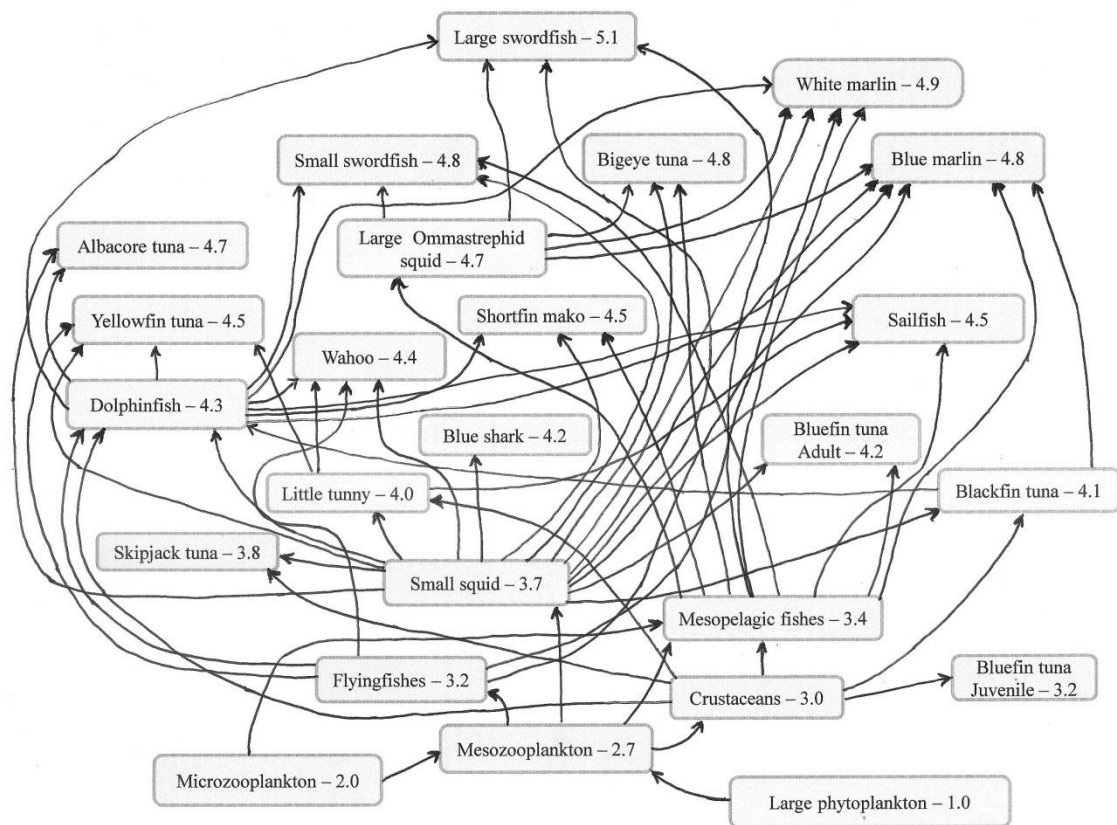 Large swordfish – 5.1
White marlin – 4.9
Small swordfish – 4.8
Bigeye tuna – 4.8
Blue marlin – 4.8
Albacore tuna – 4.7
Large Ommastrephid
squid – 4.7
Yellowfin tuna – 4.5
Shortfin mako – 4.5
Sailfish – 4.5
Wahoo – 4.4
Dolphinfish – 4.3
Blue shark – 4.2
Bluefin tuna
Adult – 4.2
Little tunny – 4.0
Blackfin tuna – 4.1
Skipjack tuna – 3.8
Small squid – 3.7
Mesopelagic fishes – 3.4
Flyingfishes – 3.2
Crustaceans – 3.0
Bluefin tuna
Juvenile – 3.2
Mesozooplankton – 2.7
Microzooplankton – 2.0
Large phytoplankton – 1.0